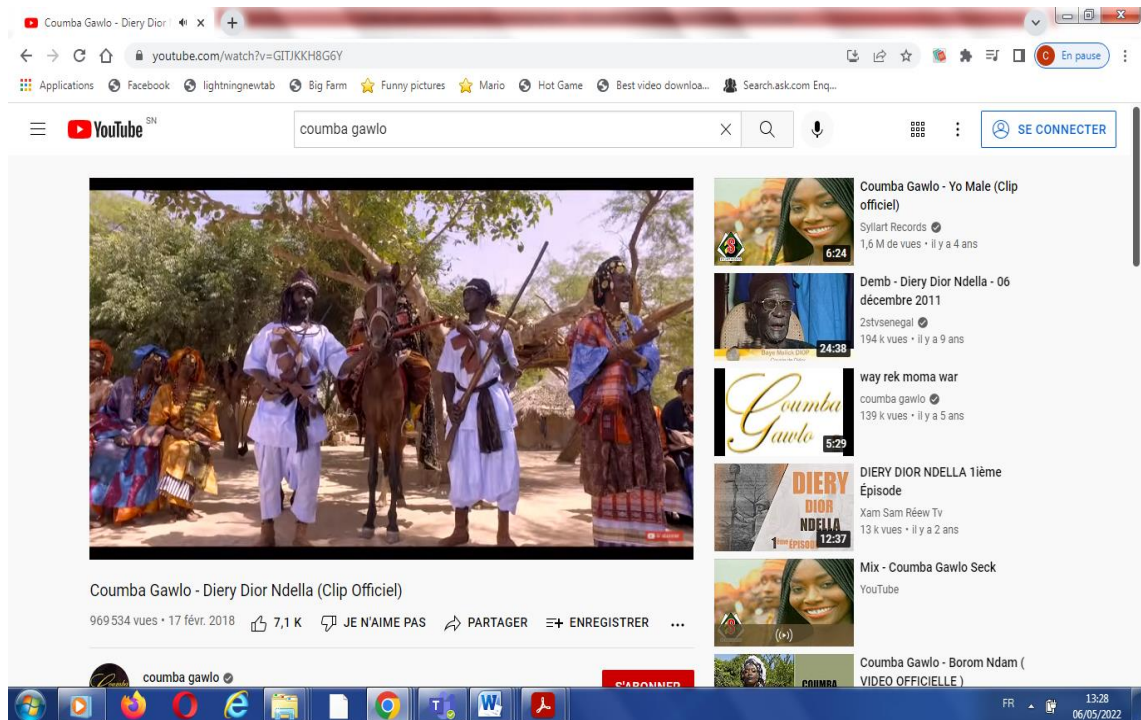 Coumba Gawlo - Diery Dior
youtube.com/watch?v=GITJKKH8G6Y
C En pause
Applications Facebook lightningnewtab Big Farm Funny pictures Mario Hot Game Best video downloa... Search.ask.com Enq...
YouTube SN
coumba gawlo
SE CONNECTER
Coumba Gawlo - Diery Dior Ndella (Clip Officiel)
969 534 vues • 17 févr. 2018 7,1 K JE N'AIME PAS PARTAGER ENREGISTRER ...
coumba gawlo
S'ABONNER
6:24
Coumba Gawlo - Yo Male (Clip
officiel)
Syllart Records
1,6 M de vues • il y a 4 ans
24:38
Demb - Diery Dior Ndella - 06
décembre 2011
2stvsenegal
194 k vues • il y a 9 ans
Coumba
Gawlo
5:29
way rek moma war
coumba gawlo
139 k vues • il y a 5 ans
DIERY
DIOR
NDELLA
12:37
DIERY DIOR NDELLA 1ième
Épisode
Xam Sam Réew Tv
13 k vues • il y a 2 ans
Mix - Coumba Gawlo Seck
YouTube
COUMBA
Coumba Gawlo - Borom Ndam (
VIDEO OFFICIELLE )
FR
13:28
06/05/2022